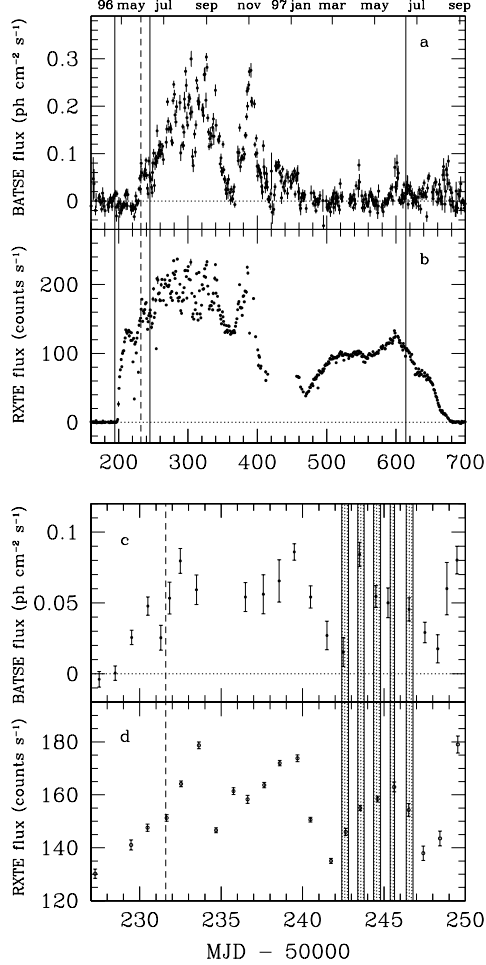 96 may jul sep nov 97 jan mar may jul sep
a
0.3
0.2
0.1
0
BATSE flux (ph cm⁻² s⁻¹)
b
200
100
0
RXTE flux (counts s⁻¹)
200 300 400 500 600 700
c
0.1
0.05
0
BATSE flux (ph cm⁻² s⁻¹)
d
180
160
140
120
RXTE flux (counts s⁻¹)
230 235 240 245 250
MJD − 50000